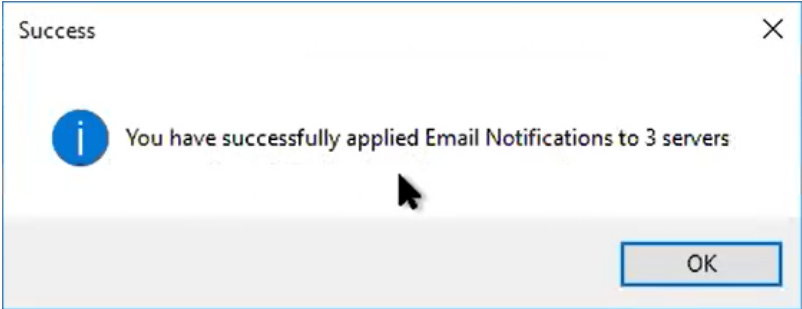 Success
You have successfully applied Email Notifications to 3 servers
OK